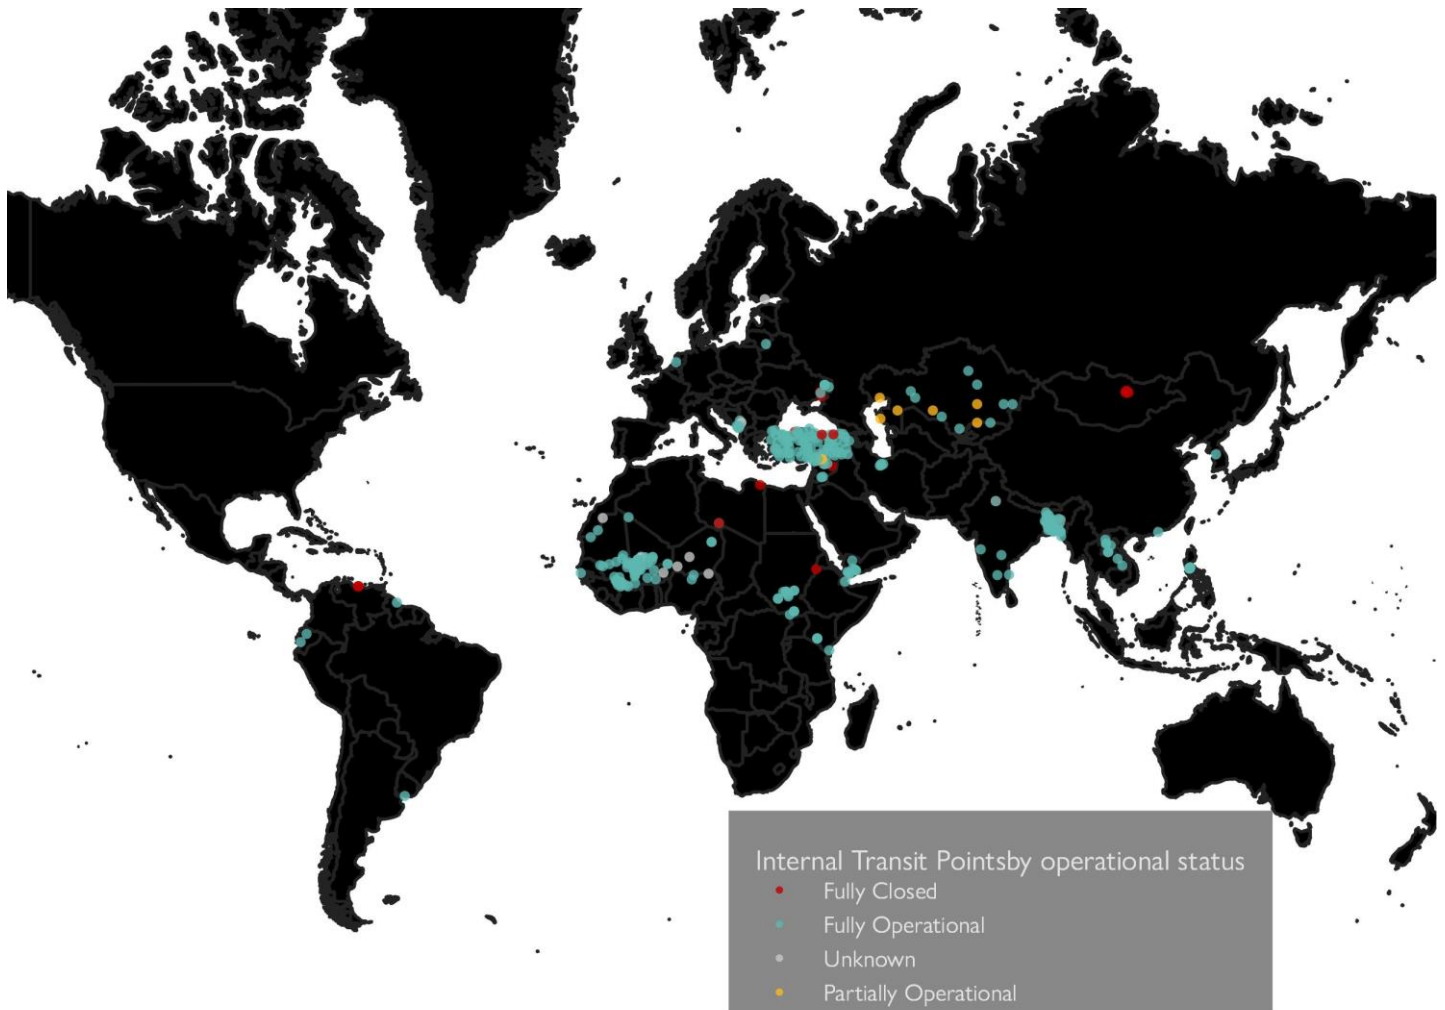 Internal Transit Pointsby operational status
Fully Closed
Fully Operational
Unknown
Partially Operational